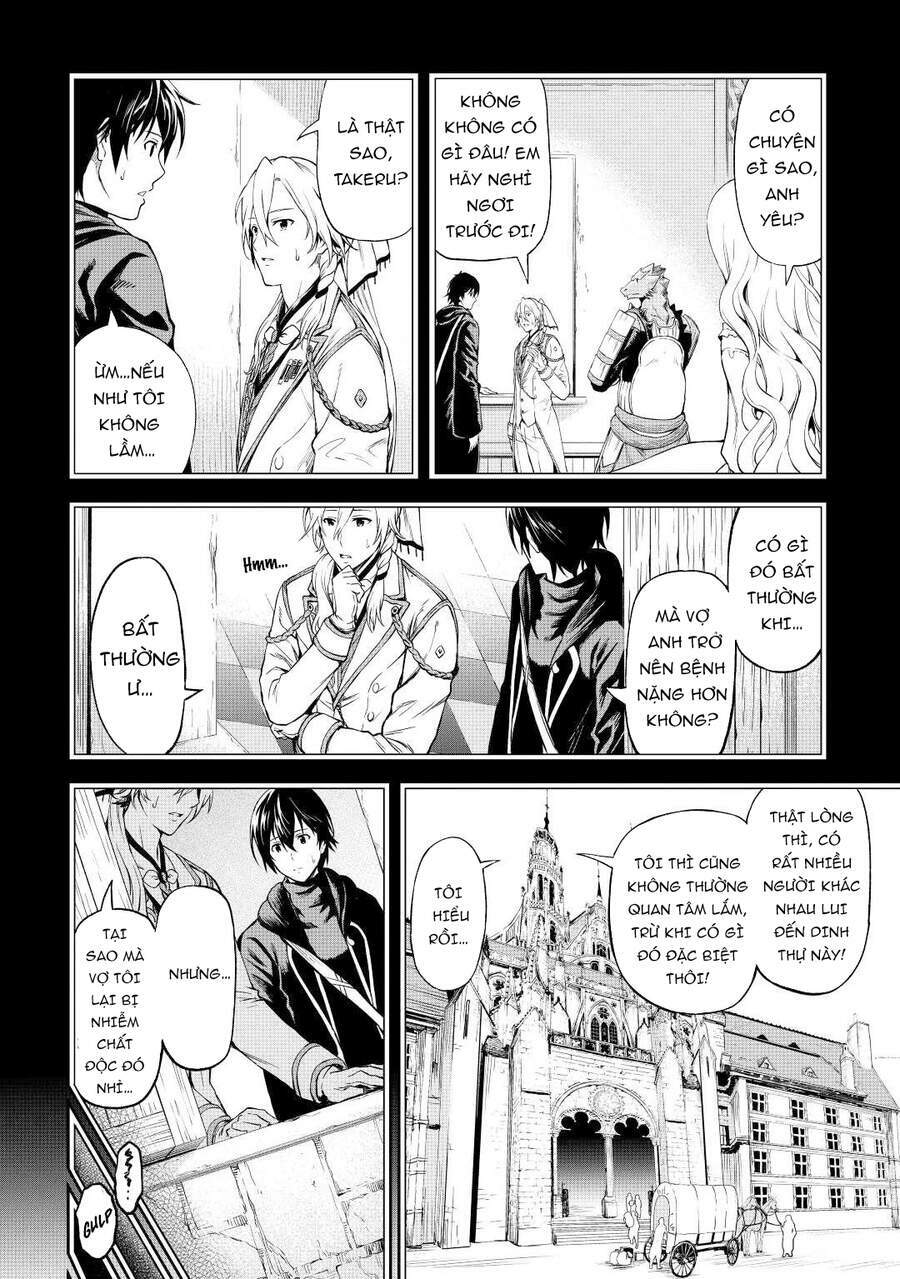 CÓ
CHUYỆN
GÌ SAO,
ANH
YÊU?
KHÔNG
KHÔNG CÓ
GÌ ĐÂU! EM
HÃY NGHỈ
NGƠI
TRƯỚC ĐI!
LÀ THẬT
SAO,
TAKERU?
ỪM...NẾU
NHƯ TÔI
KHÔNG
LẦM...
CÓ GÌ
ĐÓ BẤT
THƯỜNG
KHI...
MÀ VỢ
ANH TRỞ
NÊN BỆNH
NẶNG HƠN
KHÔNG?
Hmm...
BẤT
THƯỜNG
Ư...
THẬT LÒNG
THÌ, CÓ
RẤT NHIỀU
NGƯỜI KHÁC
NHAU LUI
ĐẾN DINH
THỰ NÀY!
TÔI THÌ CŨNG
KHÔNG THƯỜNG
QUAN TÂM LẮM,
TRỪ KHI CÓ GÌ
ĐÓ ĐẶC BIỆT
THÔI!
TÔI
HIỂU
RỒI...
NHƯNG...
TẠI
SAO MÀ
VỢ TÔI
LẠI BỊ
NHIỄM
CHẤT
ĐỘC ĐÓ
NHỈ...
GULP